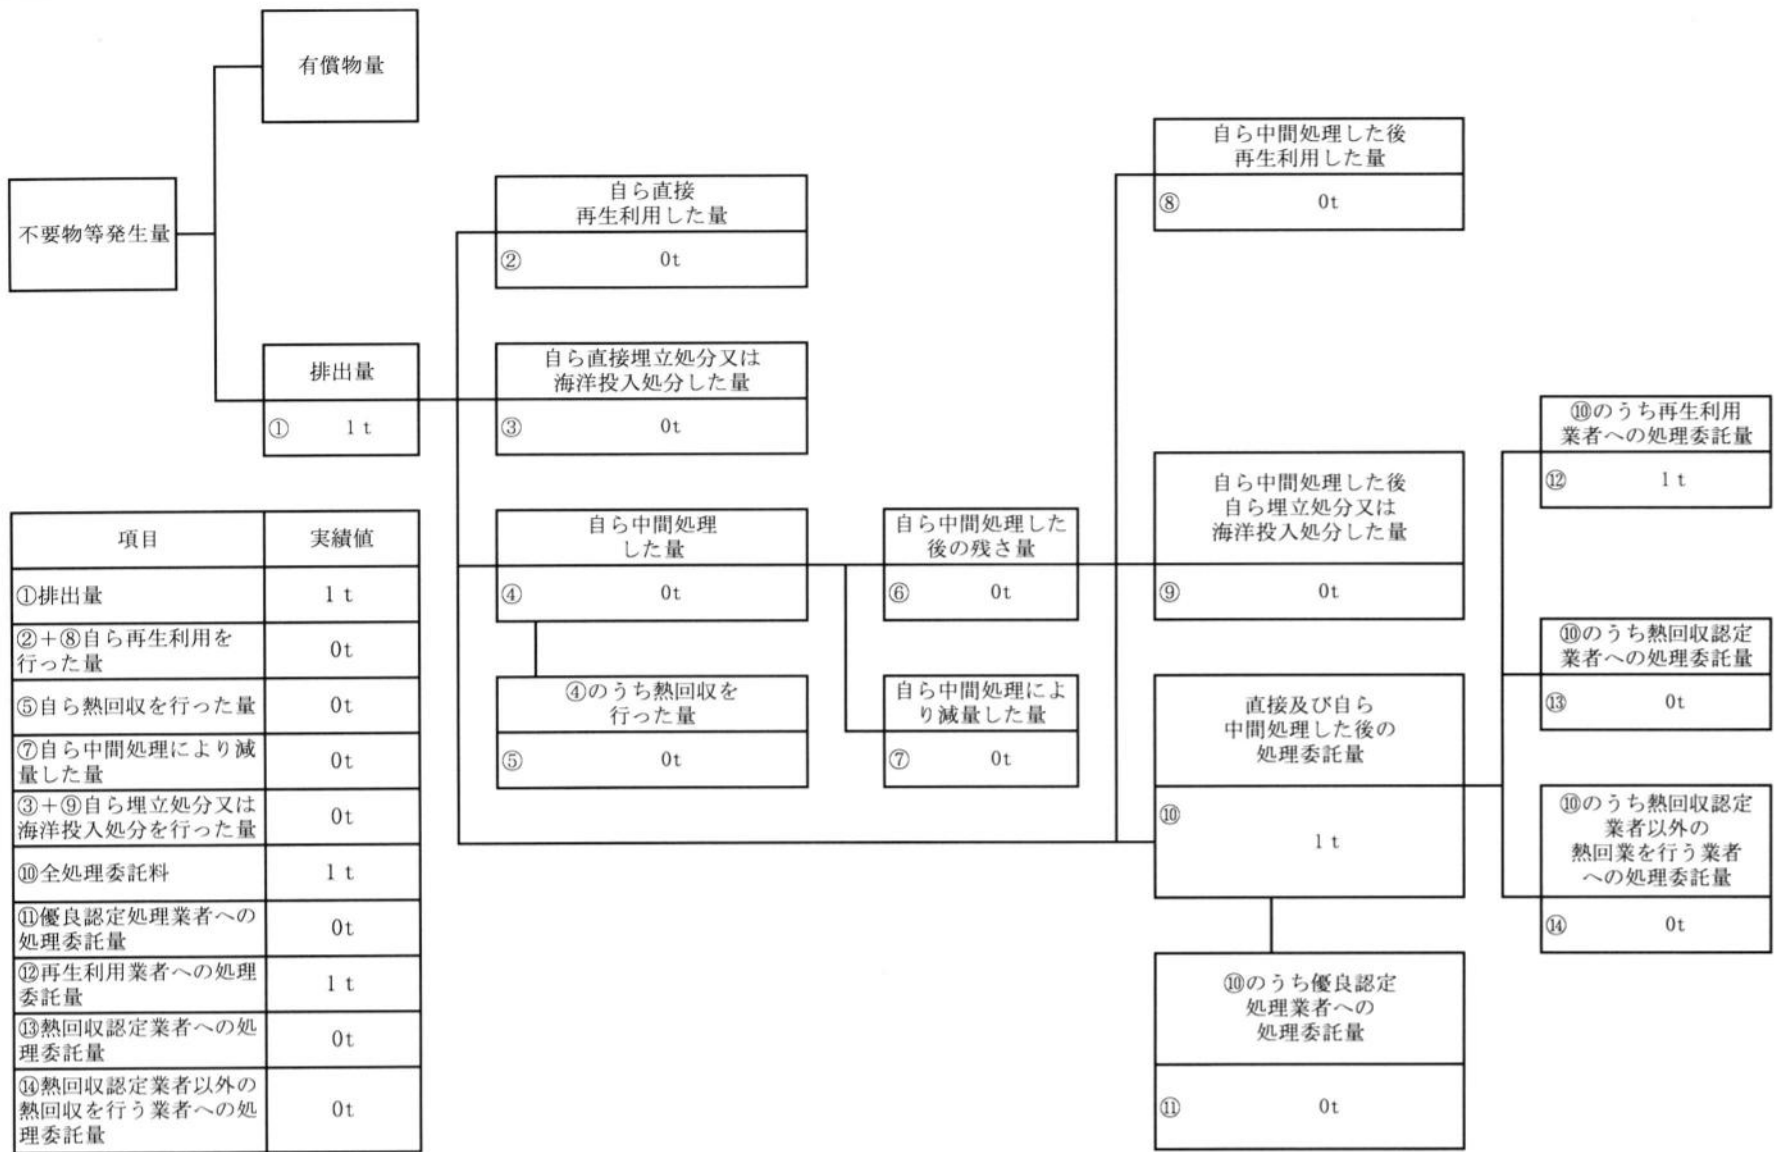 有償物量
不要物等発生量
排出量
① 1 t
自ら直接
再生利用した量
② 0t
自ら直接埋立処分又は
海洋投入処分した量
③ 0t
自ら中間処理
した量
④ 0t
④のうち熱回収を
行った量
⑤ 0t
自ら中間処理した
後の残さ量
⑥ 0t
自ら中間処理によ
り減量した量
⑦ 0t
自ら中間処理した後
再生利用した量
⑧ 0t
自ら中間処理した後
自ら埋立処分又は
海洋投入処分した量
⑨ 0t
直接及び自ら
中間処理した後の
処理委託量
⑩
1 t
⑩のうち優良認定
処理業者への
処理委託量
⑪ 0t
⑩のうち再生利用
業者への処理委託量
⑫ 1 t
⑩のうち熱回収認定
業者への処理委託量
⑬ 0t
⑩のうち熱回収認定
業者以外の
熱回業を行う業者
への処理委託量
⑭ 0t
項目 実績値
①排出量 1 t
②＋⑧自ら再生利用を
行った量 0t
⑤自ら熱回収を行った量 0t
⑦自ら中間処理により減
量した量 0t
③＋⑨自ら埋立処分又は
海洋投入処分を行った量 0t
⑩全処理委託料 1 t
⑪優良認定処理業者への
処理委託量 0t
⑫再生利用業者への処理
委託量 1 t
⑬熱回収認定業者への処
理委託量 0t
⑭熱回収認定業者以外の
熱回収を行う業者への処
理委託量 0t